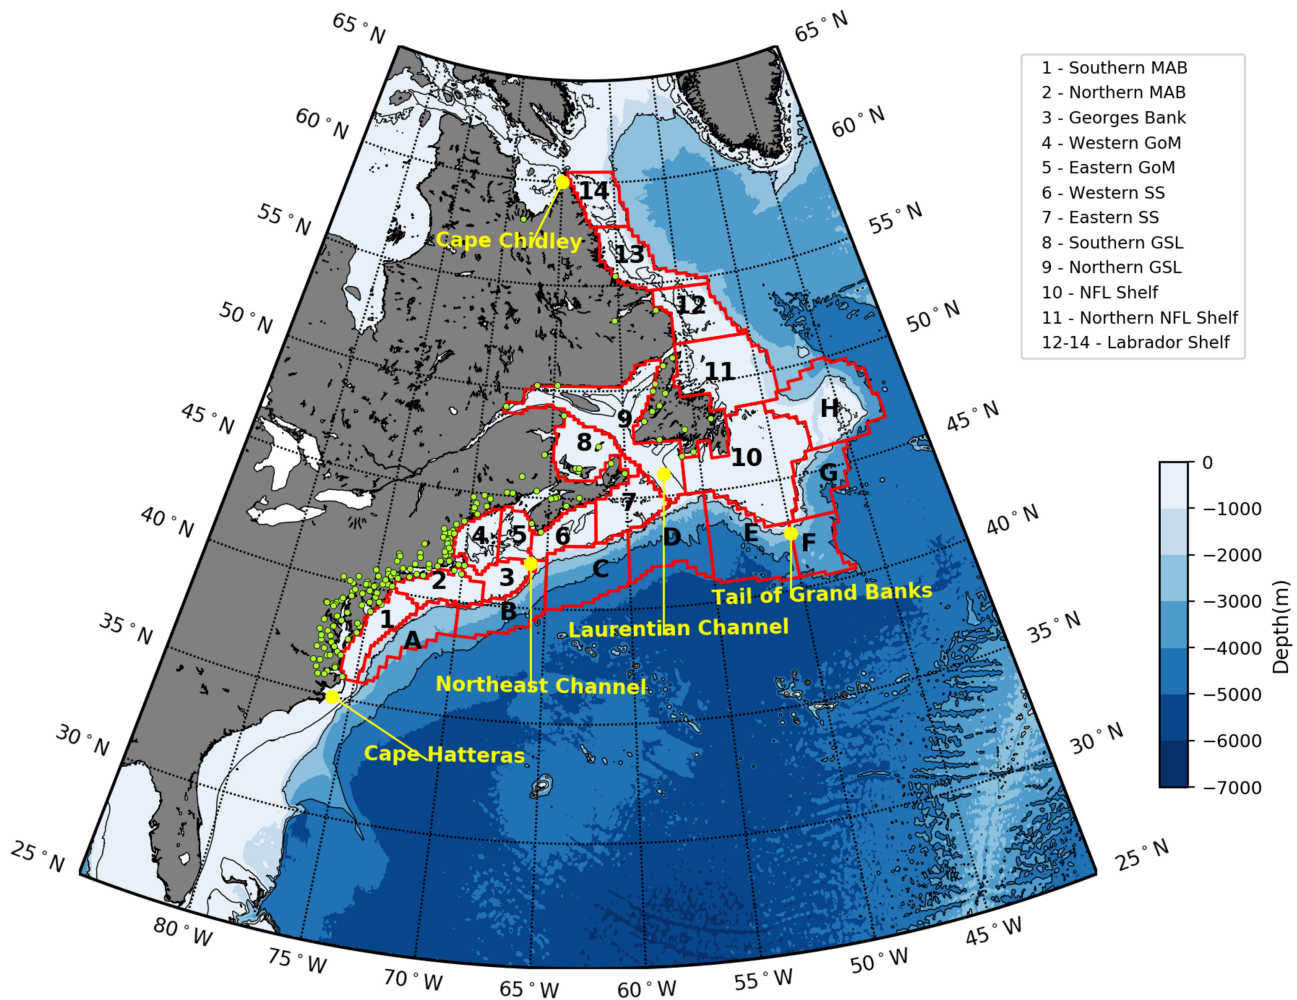 65°N
65°N
60°N
60°N
55°N
55°N
50°N
50°N
45°N
45°N
40°N
40°N
35°N
35°N
30°N
30°N
25°N
25°N
80°W
75°W
70°W
65°W
60°W
55°W
50°W
45°W
14
Cape Chidley
13
12
11
H
9
8
10
G
7
4
5
6
D
E
F
3
C
2
Tail of Grand Banks
B
1
A
Laurentian Channel
Northeast Channel
Cape Hatteras
1 - Southern MAB
2 - Northern MAB
3 - Georges Bank
4 - Western GoM
5 - Eastern GoM
6 - Western SS
7 - Eastern SS
8 - Southern GSL
9 - Northern GSL
10 - NFL Shelf
11 - Northern NFL Shelf
12-14 - Labrador Shelf
0
−1000
−2000
−3000
−4000
−5000
−6000
−7000
Depth(m)